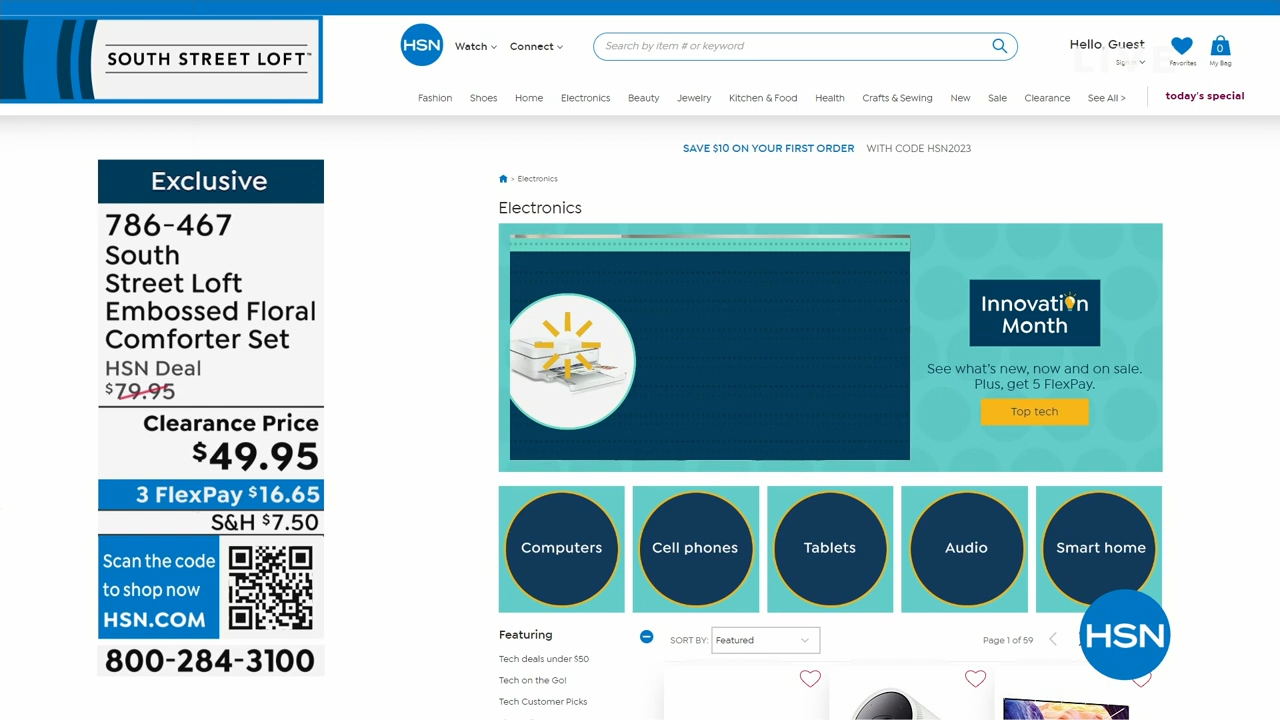 SOUTH STREET LOFT™
HSN
Watch
Connect
Search by item # or keyword
Hello, Guest
Sign In
Favorites
0
My Bag
LIVE
Fashion
Shoes
Home
Electronics
Beauty
Jewelry
Kitchen & Food
Health
Crafts & Sewing
New
Sale
Clearance
See All >
today's special
SAVE $10 ON YOUR FIRST ORDER WITH CODE HSN2023
> Electronics
Electronics
Exclusive
786-467
South
Street Loft
Embossed Floral
Comforter Set
HSN Deal
$79.95
Clearance Price
$49.95
3 FlexPay $16.65
S&H $7.50
Scan the code
to shop now
HSN.COM
800-284-3100
Innovation
Month
See what's new, now and on sale.
Plus, get 5 FlexPay.
Top tech
Computers
Cell phones
Tablets
Audio
Smart home
Featuring
Tech deals under $50
Tech on the Go!
Tech Customer Picks
SORT BY: Featured
Page 1 of 59
HSN